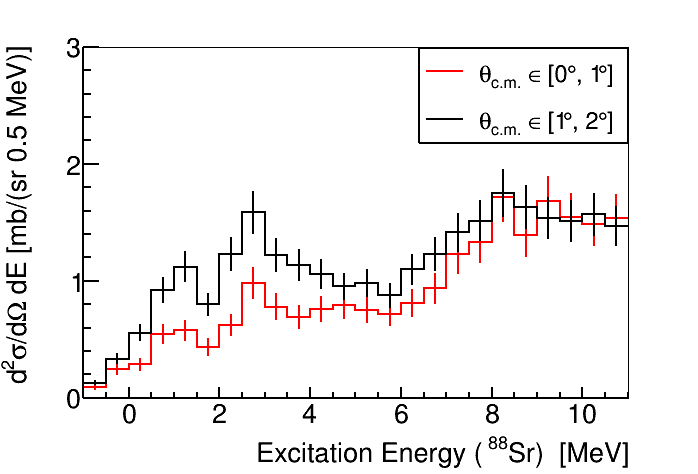 3
2
1
0
d²σ/dΩ dE [mb/(sr 0.5 MeV)]
θc.m. ∈ [0°, 1°]
θc.m. ∈ [1°, 2°]
0 2 4 6 8 10
Excitation Energy (⁸⁸Sr) [MeV]